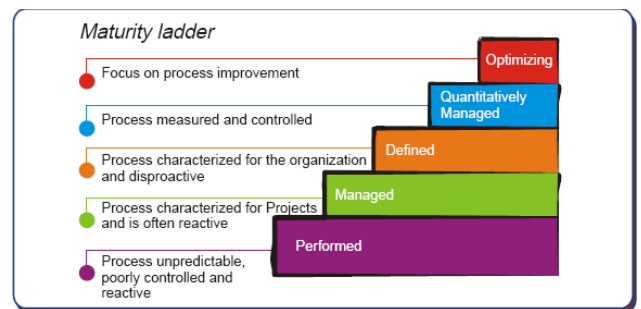 Maturity ladder
Optimizing
Focus on process improvement
Quantitatively
Managed
Process measured and controlled
Defined
Process characterized for the organization
and disproactive
Managed
Process characterized for Projects
and is often reactive
Performed
Process unpredictable,
poorly controlled and
reactive